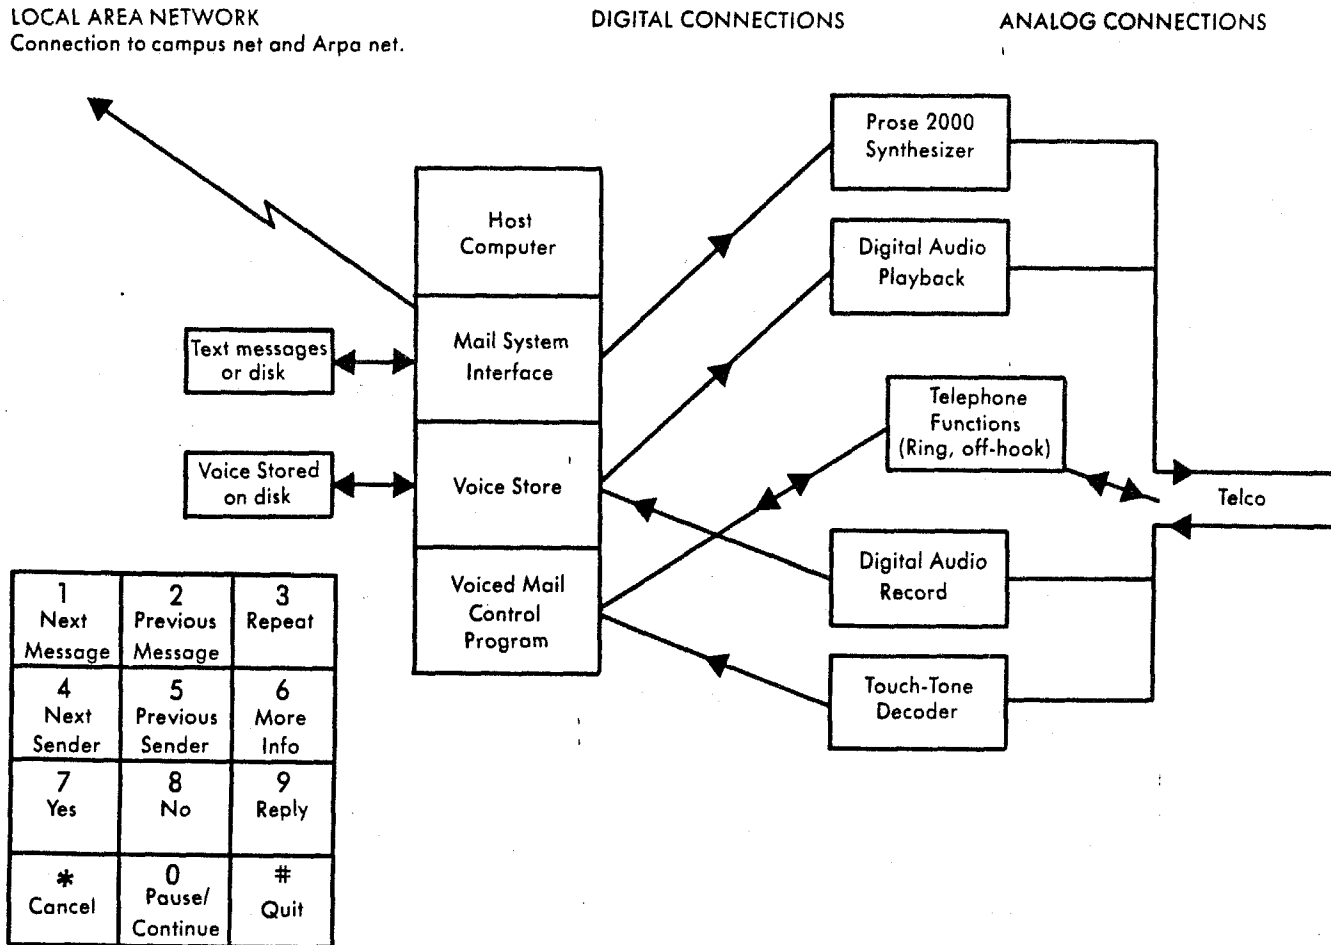 LOCAL AREA NETWORK
Connection to campus net and Arpa net.
DIGITAL CONNECTIONS
ANALOG CONNECTIONS
Prose 2000
Synthesizer
Host
Computer
Digital Audio
Playback
Text messages
or disk
Mail System
Interface
Telephone
Functions
(Ring, off-hook)
Voice Stored
on disk
Voice Store
Telco
Digital Audio
Record
Voiced Mail
Control
Program
Touch-Tone
Decoder
1
Next
Message
2
Previous
Message
3
Repeat
4
Next
Sender
5
Previous
Sender
6
More
Info
7
Yes
8
No
9
Reply
*
Cancel
0
Pause/
Continue
#
Quit